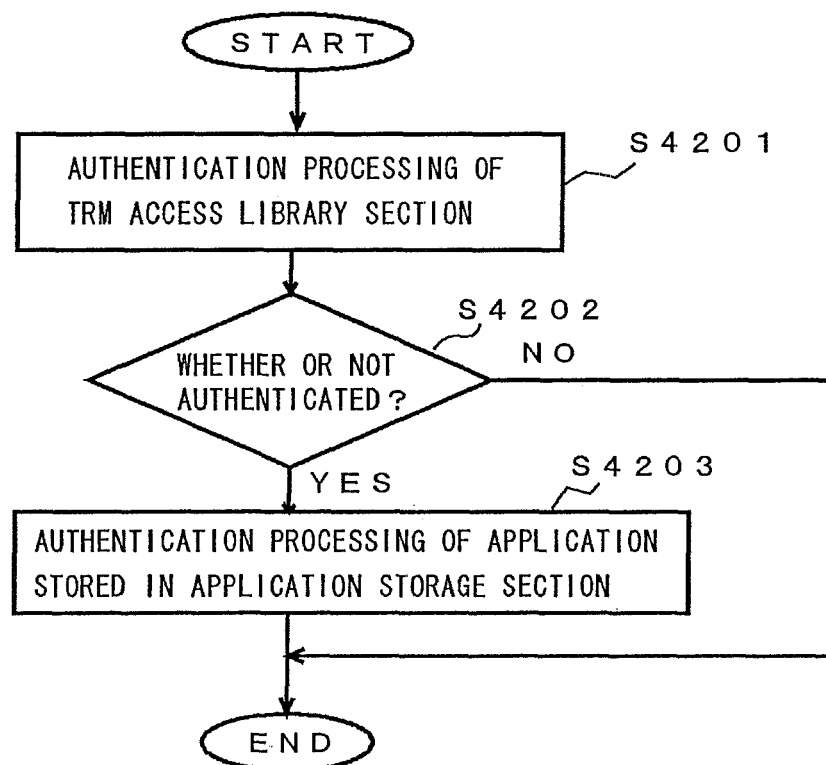 START
S4201
AUTHENTICATION PROCESSING OF
TRM ACCESS LIBRARY SECTION
S4202
WHETHER OR NOT
AUTHENTICATED?
NO
YES
S4203
AUTHENTICATION PROCESSING OF APPLICATION
STORED IN APPLICATION STORAGE SECTION
END